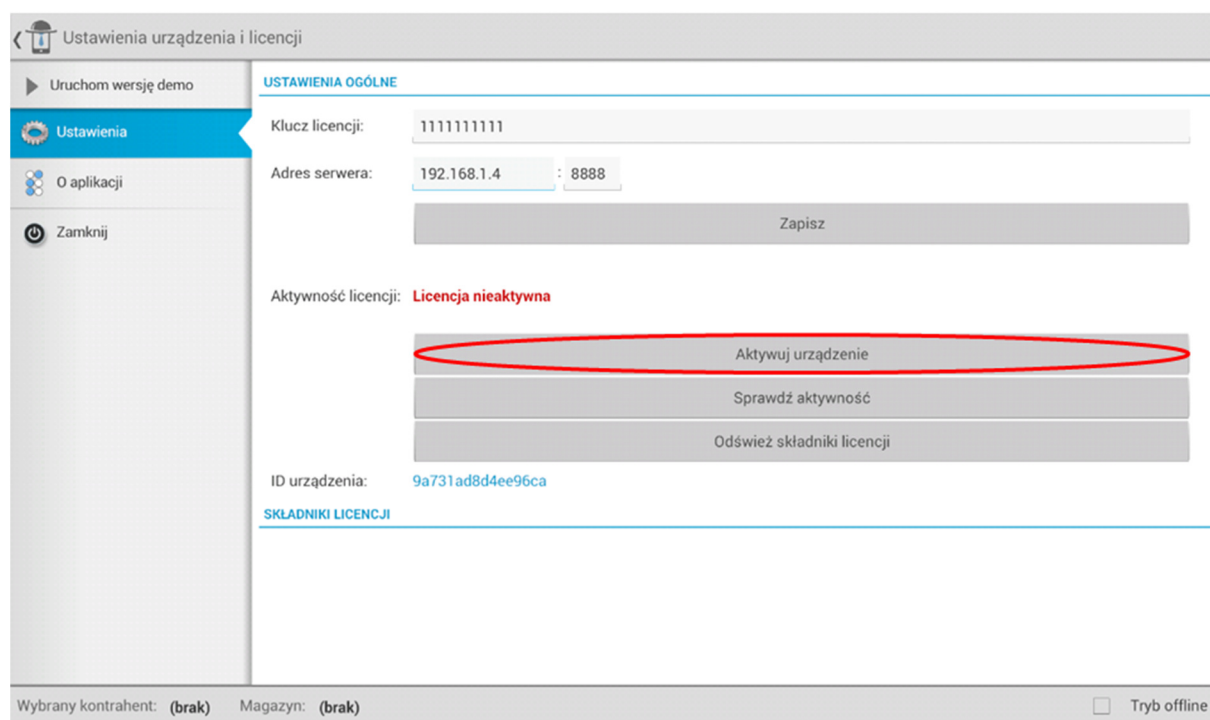 Ustawienia urządzenia i licencji
Uruchom wersję demo
Ustawienia
O aplikacji
Zamknij
USTAWIENIA OGÓLNE
Klucz licencji: 1111111111
Adres serwera: 192.168.1.4 : 8888
Zapisz
Aktywność licencji: Licencja nieaktywna
Aktywuj urządzenie
Sprawdź aktywność
Odśwież składniki licencji
ID urządzenia: 9a731ad8d4ee96ca
SKŁADNIKI LICENCJI
Wybrany kontrahent: (brak) Magazyn: (brak) Tryb offline